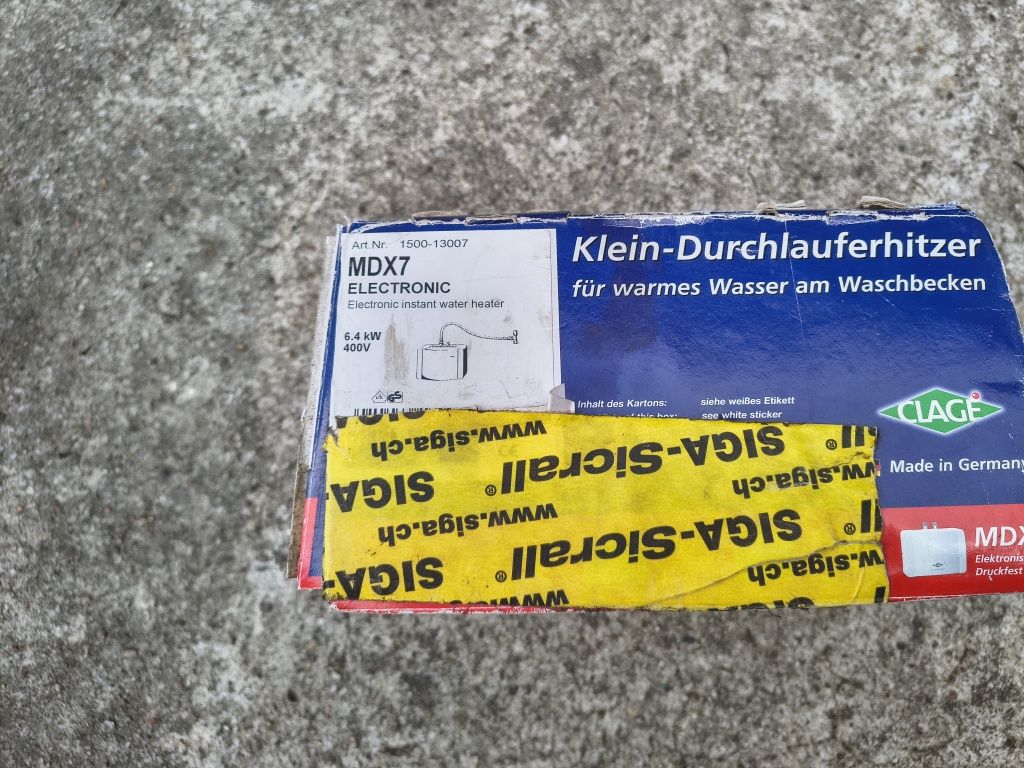 Art.Nr. 1500-13007
MDX7
ELECTRONIC
Electronic instant water heater
6.4 kW
400V
Klein-Durchlauferhitzer
für warmes Wasser am Waschbecken
Inhalt des Kartons: siehe weißes Etikett
of this box: see white sticker
CLAGE
Made in Germany
MDX
Elektronis
Druckfest
www.siga.ch
SIGA-Sicrall®
www.siga.ch
SIGA-Sicrall®
www.siga.ch
SIGA-Sicrall®
www.siga.ch
SIGA-Sicrall®